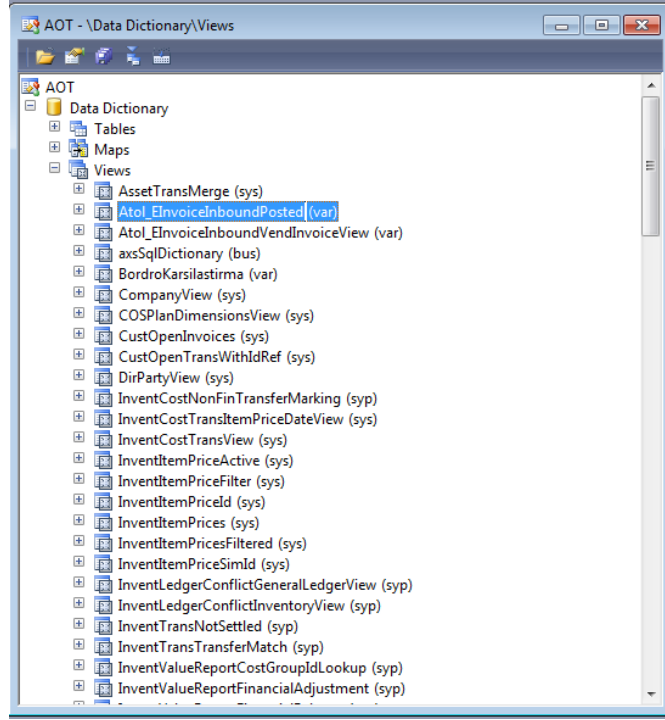 AOT - \Data Dictionary\Views
AOT
Data Dictionary
Tables
Maps
Views
AssetTransMerge (sys)
Atol_EInvoiceInboundPosted (var)
Atol_EInvoiceInboundVendInvoiceView (var)
axsSqlDictionary (bus)
BordroKarsilastirma (var)
CompanyView (sys)
COSPlanDimensionsView (sys)
CustOpenInvoices (sys)
CustOpenTransWithIdRef (sys)
DirPartyView (sys)
InventCostNonFinTransferMarking (syp)
InventCostTransItemPriceDateView (sys)
InventCostTransView (sys)
InventItemPriceActive (sys)
InventItemPriceFilter (sys)
InventItemPriceId (sys)
InventItemPrices (sys)
InventItemPricesFiltered (sys)
InventItemPriceSimId (sys)
InventLedgerConflictGeneralLedgerView (syp)
InventLedgerConflictInventoryView (syp)
InventTransNotSettled (syp)
InventTransTransferMatch (syp)
InventValueReportCostGroupIdLookup (syp)
InventValueReportFinancialAdjustment (syp)